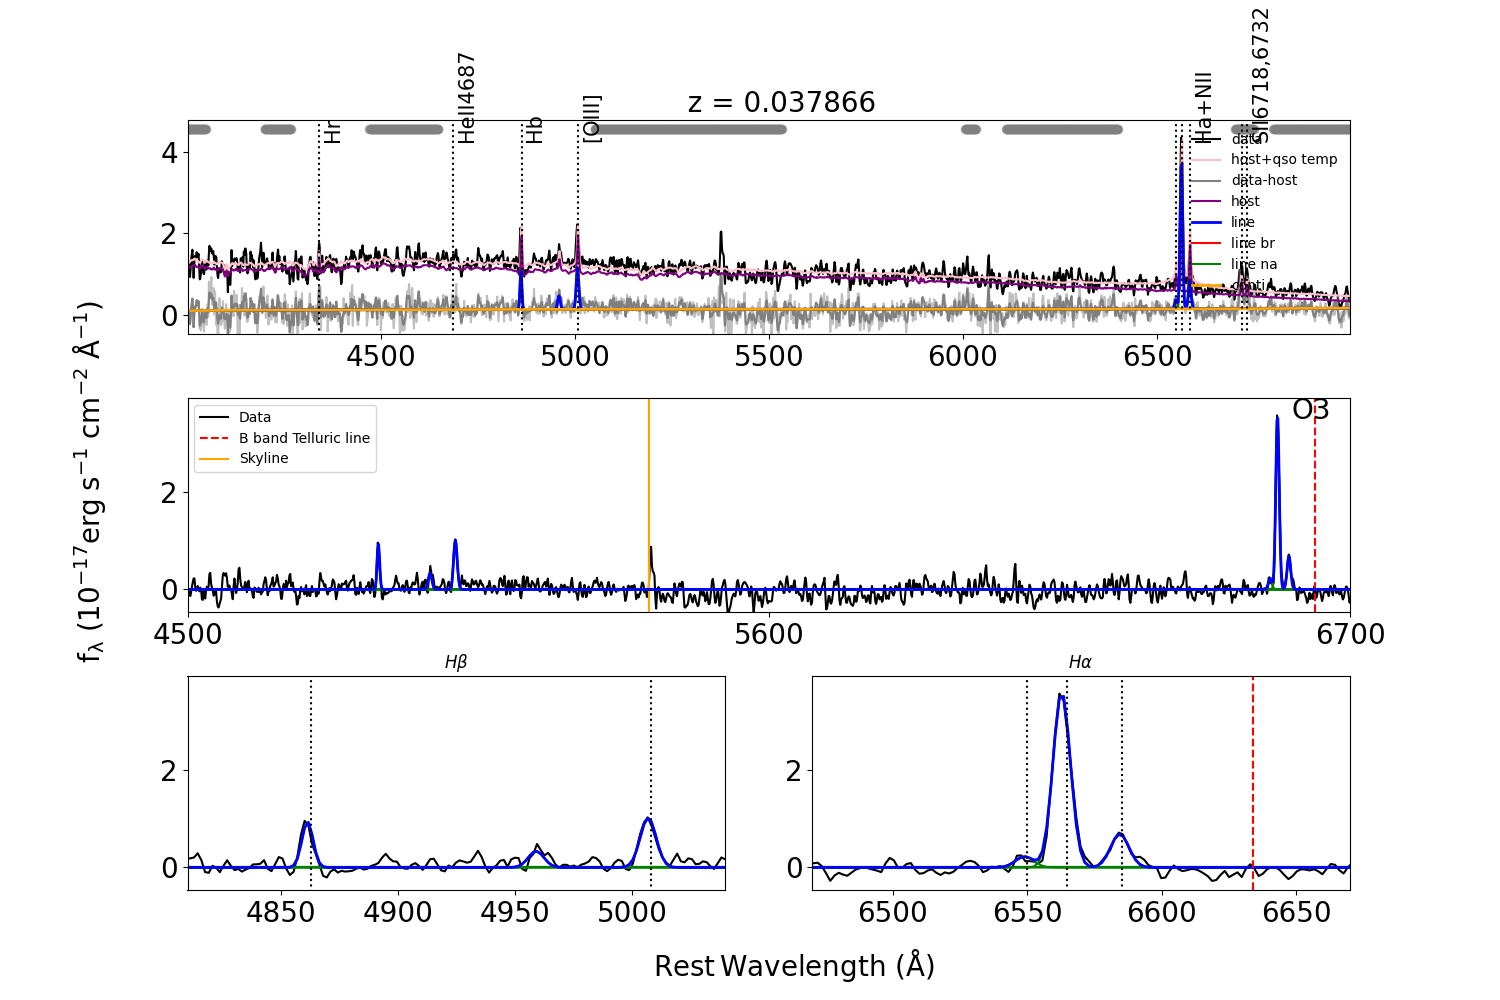 z = 0.037866
Hr
HeII4687
Hb
[OIII]
Ha+NII
SII6718,6732
data
host+qso temp
data-host
host
line
line br
line na
conti
4
2
0
4500
5000
5500
6000
6500
f_λ (10⁻¹⁷erg s⁻¹ cm⁻² Å⁻¹)
Data
B band Telluric line
Skyline
O3
2
0
4500
5600
6700
Hβ
2
0
4850
4900
4950
5000
Hα
2
0
6500
6550
6600
6650
Rest Wavelength (Å)